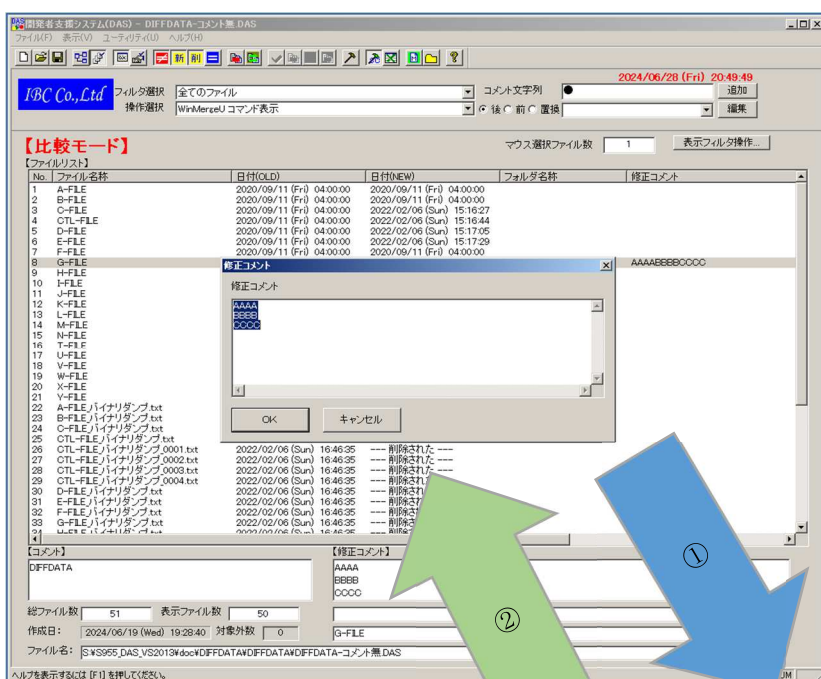 開発者支援システム(DAS) - DIFFDATA-コメント無.DAS
ファイル(F) 表示(V) ユーティリティ(U) ヘルプ(H)
2024/06/28 (Fri) 20:49:49
IBC Co.,Ltd フィルタ選択 全てのファイル コメント文字列 ● 追加
操作選択 WinMergeU コマンド表示 後 前 置換 編集
【比較モード】 マウス選択ファイル数 1 表示フィルタ操作...
【ファイルリスト】
No. ファイル名称 日付(OLD) 日付(NEW) フォルダ名称 修正コメント
1 A-FILE 2020/09/11 (Fri) 04:00:00 2020/09/11 (Fri) 04:00:00
2 B-FILE 2020/09/11 (Fri) 04:00:00 2020/09/11 (Fri) 04:00:00
3 C-FILE 2020/09/11 (Fri) 04:00:00 2022/02/06 (Sun) 15:16:27
4 CTL-FILE 2020/09/11 (Fri) 04:00:00 2022/02/06 (Sun) 15:16:44
5 D-FILE 2020/09/11 (Fri) 04:00:00 2022/02/06 (Sun) 15:17:05
6 E-FILE 2020/09/11 (Fri) 04:00:00 2022/02/06 (Sun) 15:17:29
7 F-FILE 2020/09/11 (Fri) 04:00:00 2020/09/11 (Fri) 04:00:00
8 G-FILE AAAABBBBCCCC
9 H-FILE
10 I-FILE
11 J-FILE
12 K-FILE
13 L-FILE
14 M-FILE
15 N-FILE
16 T-FILE
17 U-FILE
18 V-FILE
19 W-FILE
20 X-FILE
21 Y-FILE
22 A-FILE_バイナリダンプ.txt
23 B-FILE_バイナリダンプ.txt
24 C-FILE_バイナリダンプ.txt
25 CTL-FILE_バイナリダンプ.txt
26 CTL-FILE_バイナリダンプ_0001.txt 2022/02/06 (Sun) 16:46:35 --- 削除された ---
27 CTL-FILE_バイナリダンプ_0002.txt 2022/02/06 (Sun) 16:46:35 --- 削除された ---
28 CTL-FILE_バイナリダンプ_0003.txt 2022/02/06 (Sun) 16:46:35 --- 削除された ---
29 CTL-FILE_バイナリダンプ_0004.txt 2022/02/06 (Sun) 16:46:35 --- 削除された
30 D-FILE_バイナリダンプ.txt 2022/02/06 (Sun) 16:46:35 --- 削除さ
31 E-FILE_バイナリダンプ.txt 2022/02/06 (Sun) 16:46:35 --- 削除さ
32 F-FILE_バイナリダンプ.txt 2022/02/06 (Sun) 16:46:35 --- 削除さ
33 G-FILE_バイナリダンプ.txt 2022/02/06 (Sun) 16:46:35 --- 削除さ
修正コメント
修正コメント
AAAA
BBBB
CCCC
OK キャンセル
①
②
【コメント】 【修正コメント】
DIFFDATA
AAAA
BBBB
CCCC
総ファイル数 51 表示ファイル数 50
作成日: 2024/06/19 (Wed) 19:28:40 対象外数 0 G-FILE
ファイル名: S:¥S955_DAS_VS2013¥doc¥DIFFDATA¥DIFFDATA¥DIFFDATA-コメント無.DAS
ヘルプを表示するには [F1] を押してください。